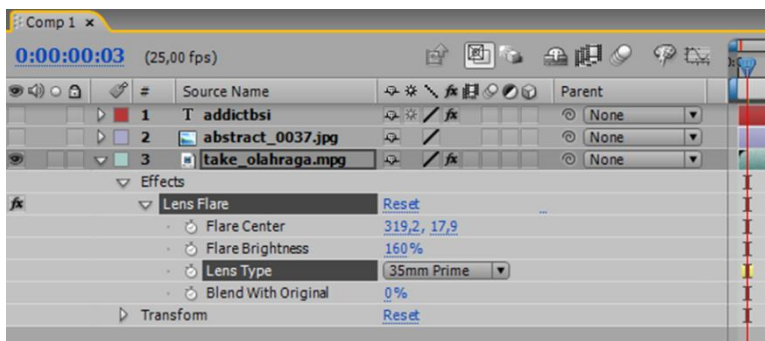 Comp 1 ×
0:00:00:03 (25,00 fps)
# Source Name Parent
1 T addictbsi None
2 abstract_0037.jpg None
3 take_olahraga.mpg None
Effects
fx Lens Flare Reset ...
Flare Center 319,2, 17,9
Flare Brightness 160%
Lens Type 35mm Prime
Blend With Original 0%
Transform Reset